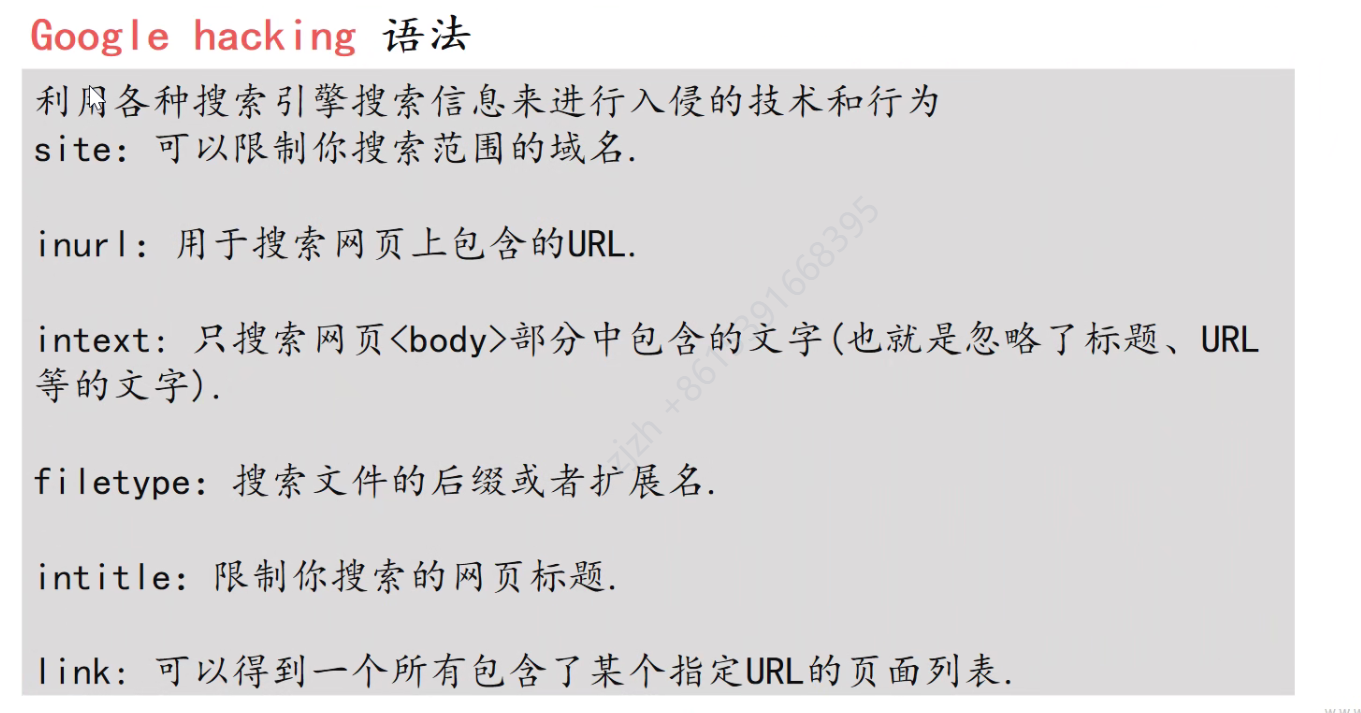 Google hacking 语法
利用各种搜索引擎搜索信息来进行入侵的技术和行为
site: 可以限制你搜索范围的域名.
inurl: 用于搜索网页上包含的URL.
intext: 只搜索网页<body>部分中包含的文字(也就是忽略了标题、URL
等的文字).
filetype: 搜索文件的后缀或者扩展名.
intitle: 限制你搜索的网页标题.
link: 可以得到一个所有包含了某个指定URL的页面列表.
zjzh